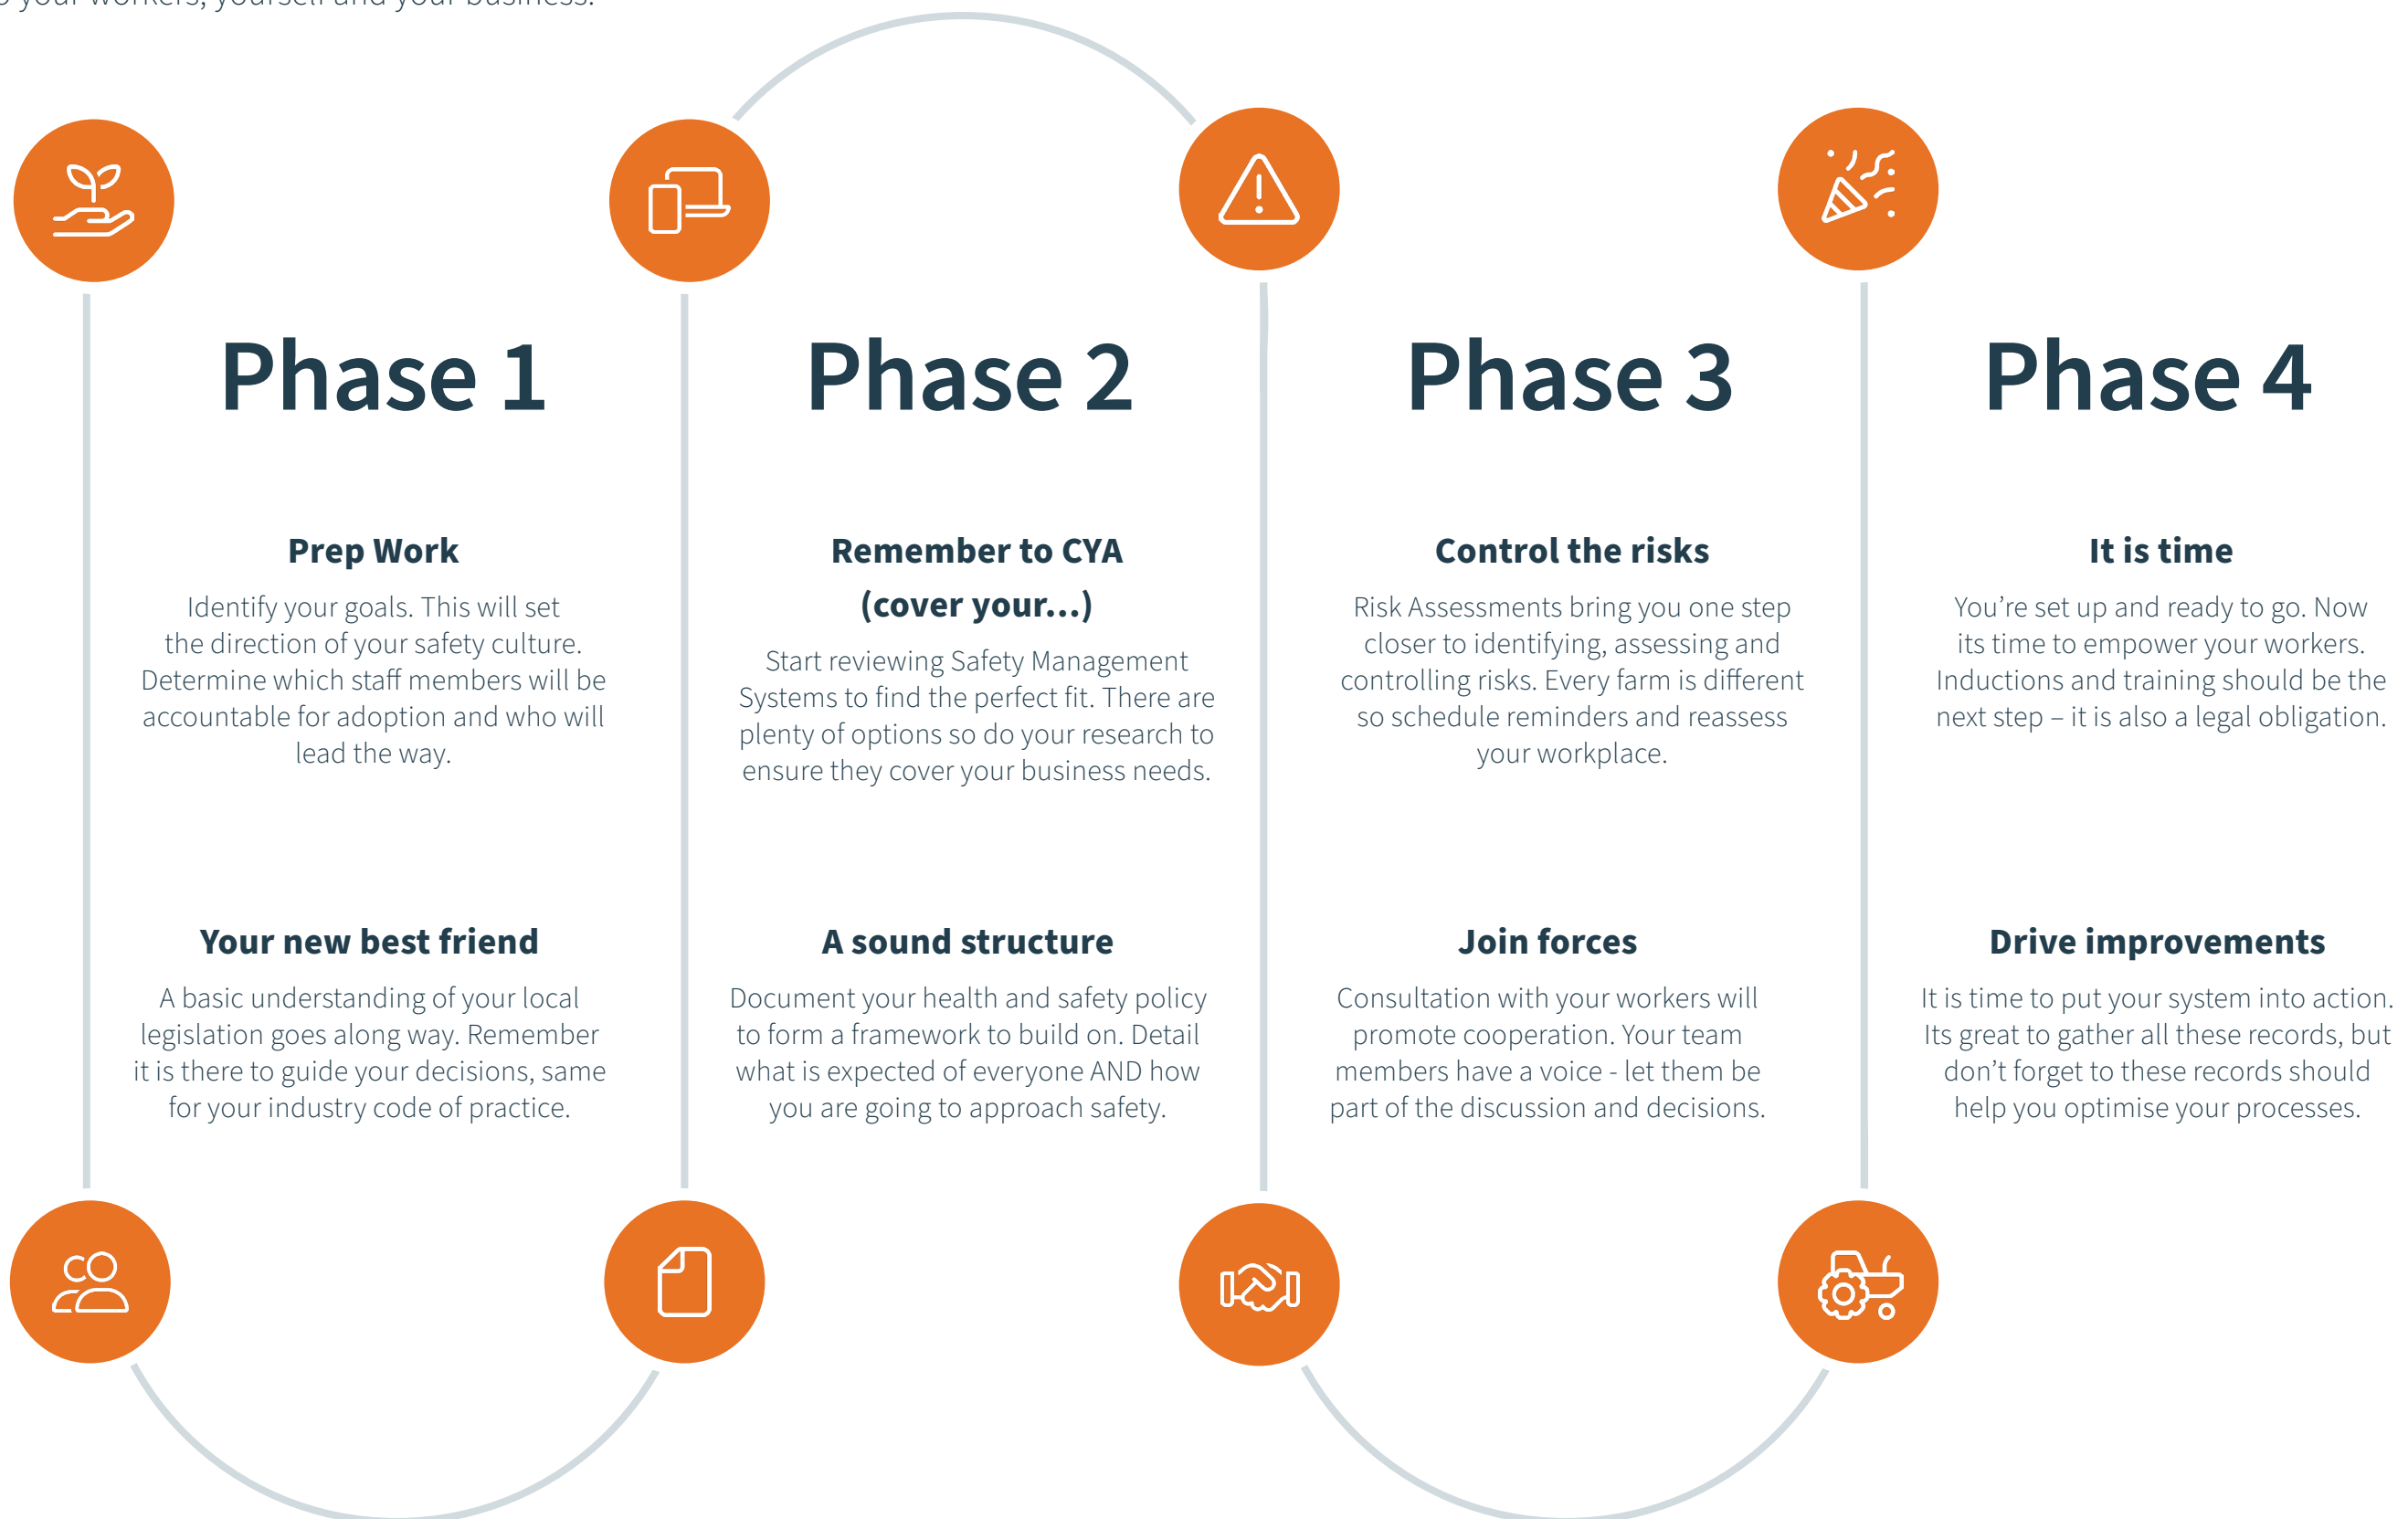 your workers, yourself and your business.
Phase 1
Prep Work
Identify your goals. This will set
the direction of your safety culture.
Determine which staff members will be
accountable for adoption and who will
lead the way.
Your new best friend
A basic understanding of your local
legislation goes along way. Remember
it is there to guide your decisions, same
for your industry code of practice.
Phase 2
Remember to CYA
(cover your...)
Start reviewing Safety Management
Systems to find the perfect fit. There are
plenty of options so do your research to
ensure they cover your business needs.
A sound structure
Document your health and safety policy
to form a framework to build on. Detail
what is expected of everyone AND how
you are going to approach safety.
Phase 3
Control the risks
Risk Assessments bring you one step
closer to identifying, assessing and
controlling risks. Every farm is different
so schedule reminders and reassess
your workplace.
Join forces
Consultation with your workers will
promote cooperation. Your team
members have a voice - let them be
part of the discussion and decisions.
Phase 4
It is time
You’re set up and ready to go. Now
its time to empower your workers.
Inductions and training should be the
next step – it is also a legal obligation.
Drive improvements
It is time to put your system into action.
Its great to gather all these records, but
don’t forget to these records should
help you optimise your processes.